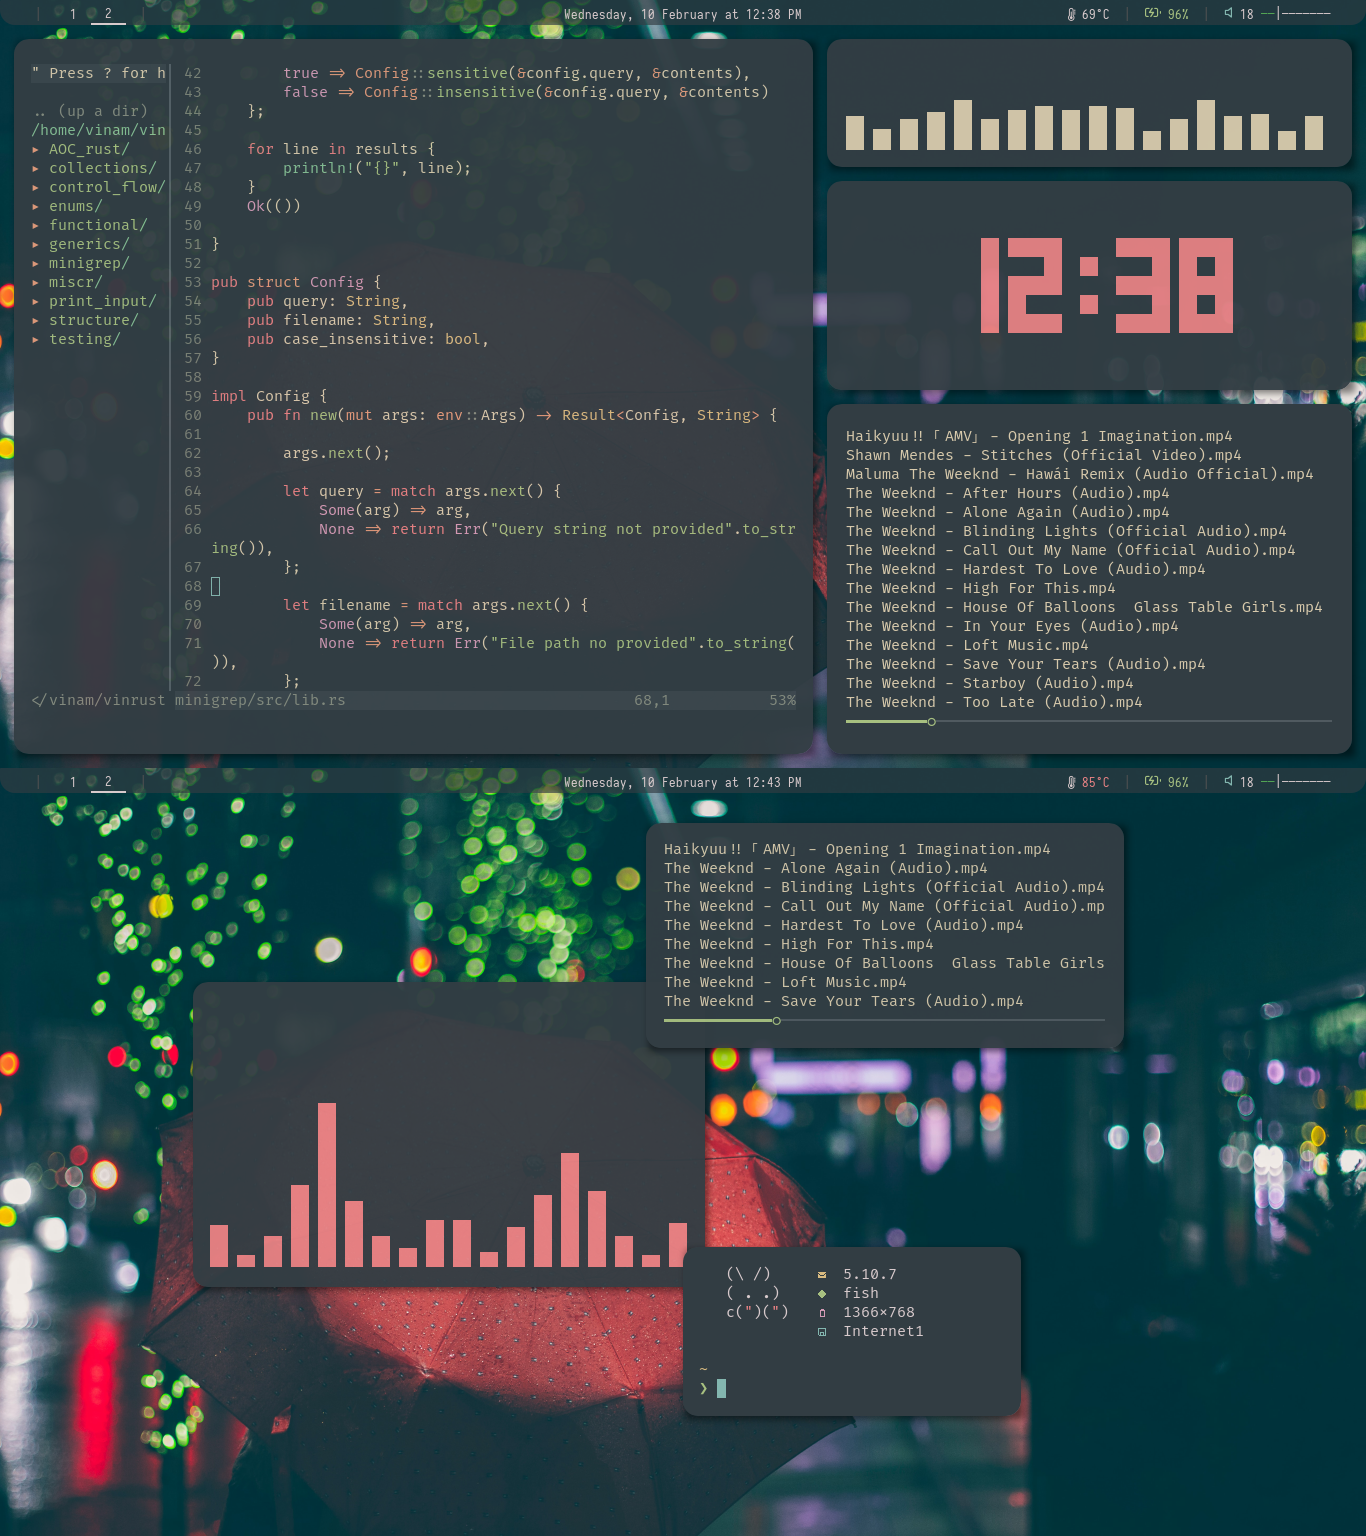 1 2
Wednesday, 10 February at 12:38 PM
69°C 96% 18
" Press ? for h
.. (up a dir)
/home/vinam/vin
▸ AOC_rust/
▸ collections/
▸ control_flow/
▸ enums/
▸ functional/
▸ generics/
▸ minigrep/
▸ miscr/
▸ print_input/
▸ structure/
▸ testing/
</vinam/vinrust
42         true => Config::sensitive(&config.query, &contents),
43         false => Config::insensitive(&config.query, &contents)
44     };
45
46     for line in results {
47         println!("{}", line);
48     }
49     Ok(())
50
51 }
52
53 pub struct Config {
54     pub query: String,
55     pub filename: String,
56     pub case_insensitive: bool,
57 }
58
59 impl Config {
60     pub fn new(mut args: env::Args) -> Result<Config, String> {
61
62         args.next();
63
64         let query = match args.next() {
65             Some(arg) => arg,
66             None => return Err("Query string not provided".to_str
ing()),
67         };
68
69         let filename = match args.next() {
70             Some(arg) => arg,
71             None => return Err("File path no provided".to_string(
)),
72         };
minigrep/src/lib.rs 68,1 53%
12:38
Haikyuu!!「AMV」 - Opening 1 Imagination.mp4
Shawn Mendes - Stitches (Official Video).mp4
Maluma The Weeknd - Hawái Remix (Audio Official).mp4
The Weeknd - After Hours (Audio).mp4
The Weeknd - Alone Again (Audio).mp4
The Weeknd - Blinding Lights (Official Audio).mp4
The Weeknd - Call Out My Name (Official Audio).mp4
The Weeknd - Hardest To Love (Audio).mp4
The Weeknd - High For This.mp4
The Weeknd - House Of Balloons  Glass Table Girls.mp4
The Weeknd - In Your Eyes (Audio).mp4
The Weeknd - Loft Music.mp4
The Weeknd - Save Your Tears (Audio).mp4
The Weeknd - Starboy (Audio).mp4
The Weeknd - Too Late (Audio).mp4
1 2
Wednesday, 10 February at 12:43 PM
85°C 96% 18
Haikyuu!!「AMV」 - Opening 1 Imagination.mp4
The Weeknd - Alone Again (Audio).mp4
The Weeknd - Blinding Lights (Official Audio).mp4
The Weeknd - Call Out My Name (Official Audio).mp
The Weeknd - Hardest To Love (Audio).mp4
The Weeknd - High For This.mp4
The Weeknd - House Of Balloons  Glass Table Girls
The Weeknd - Loft Music.mp4
The Weeknd - Save Your Tears (Audio).mp4
(\ /) 5.10.7
( . .) fish
c(")(") 1366×768
Internet1
~
❯